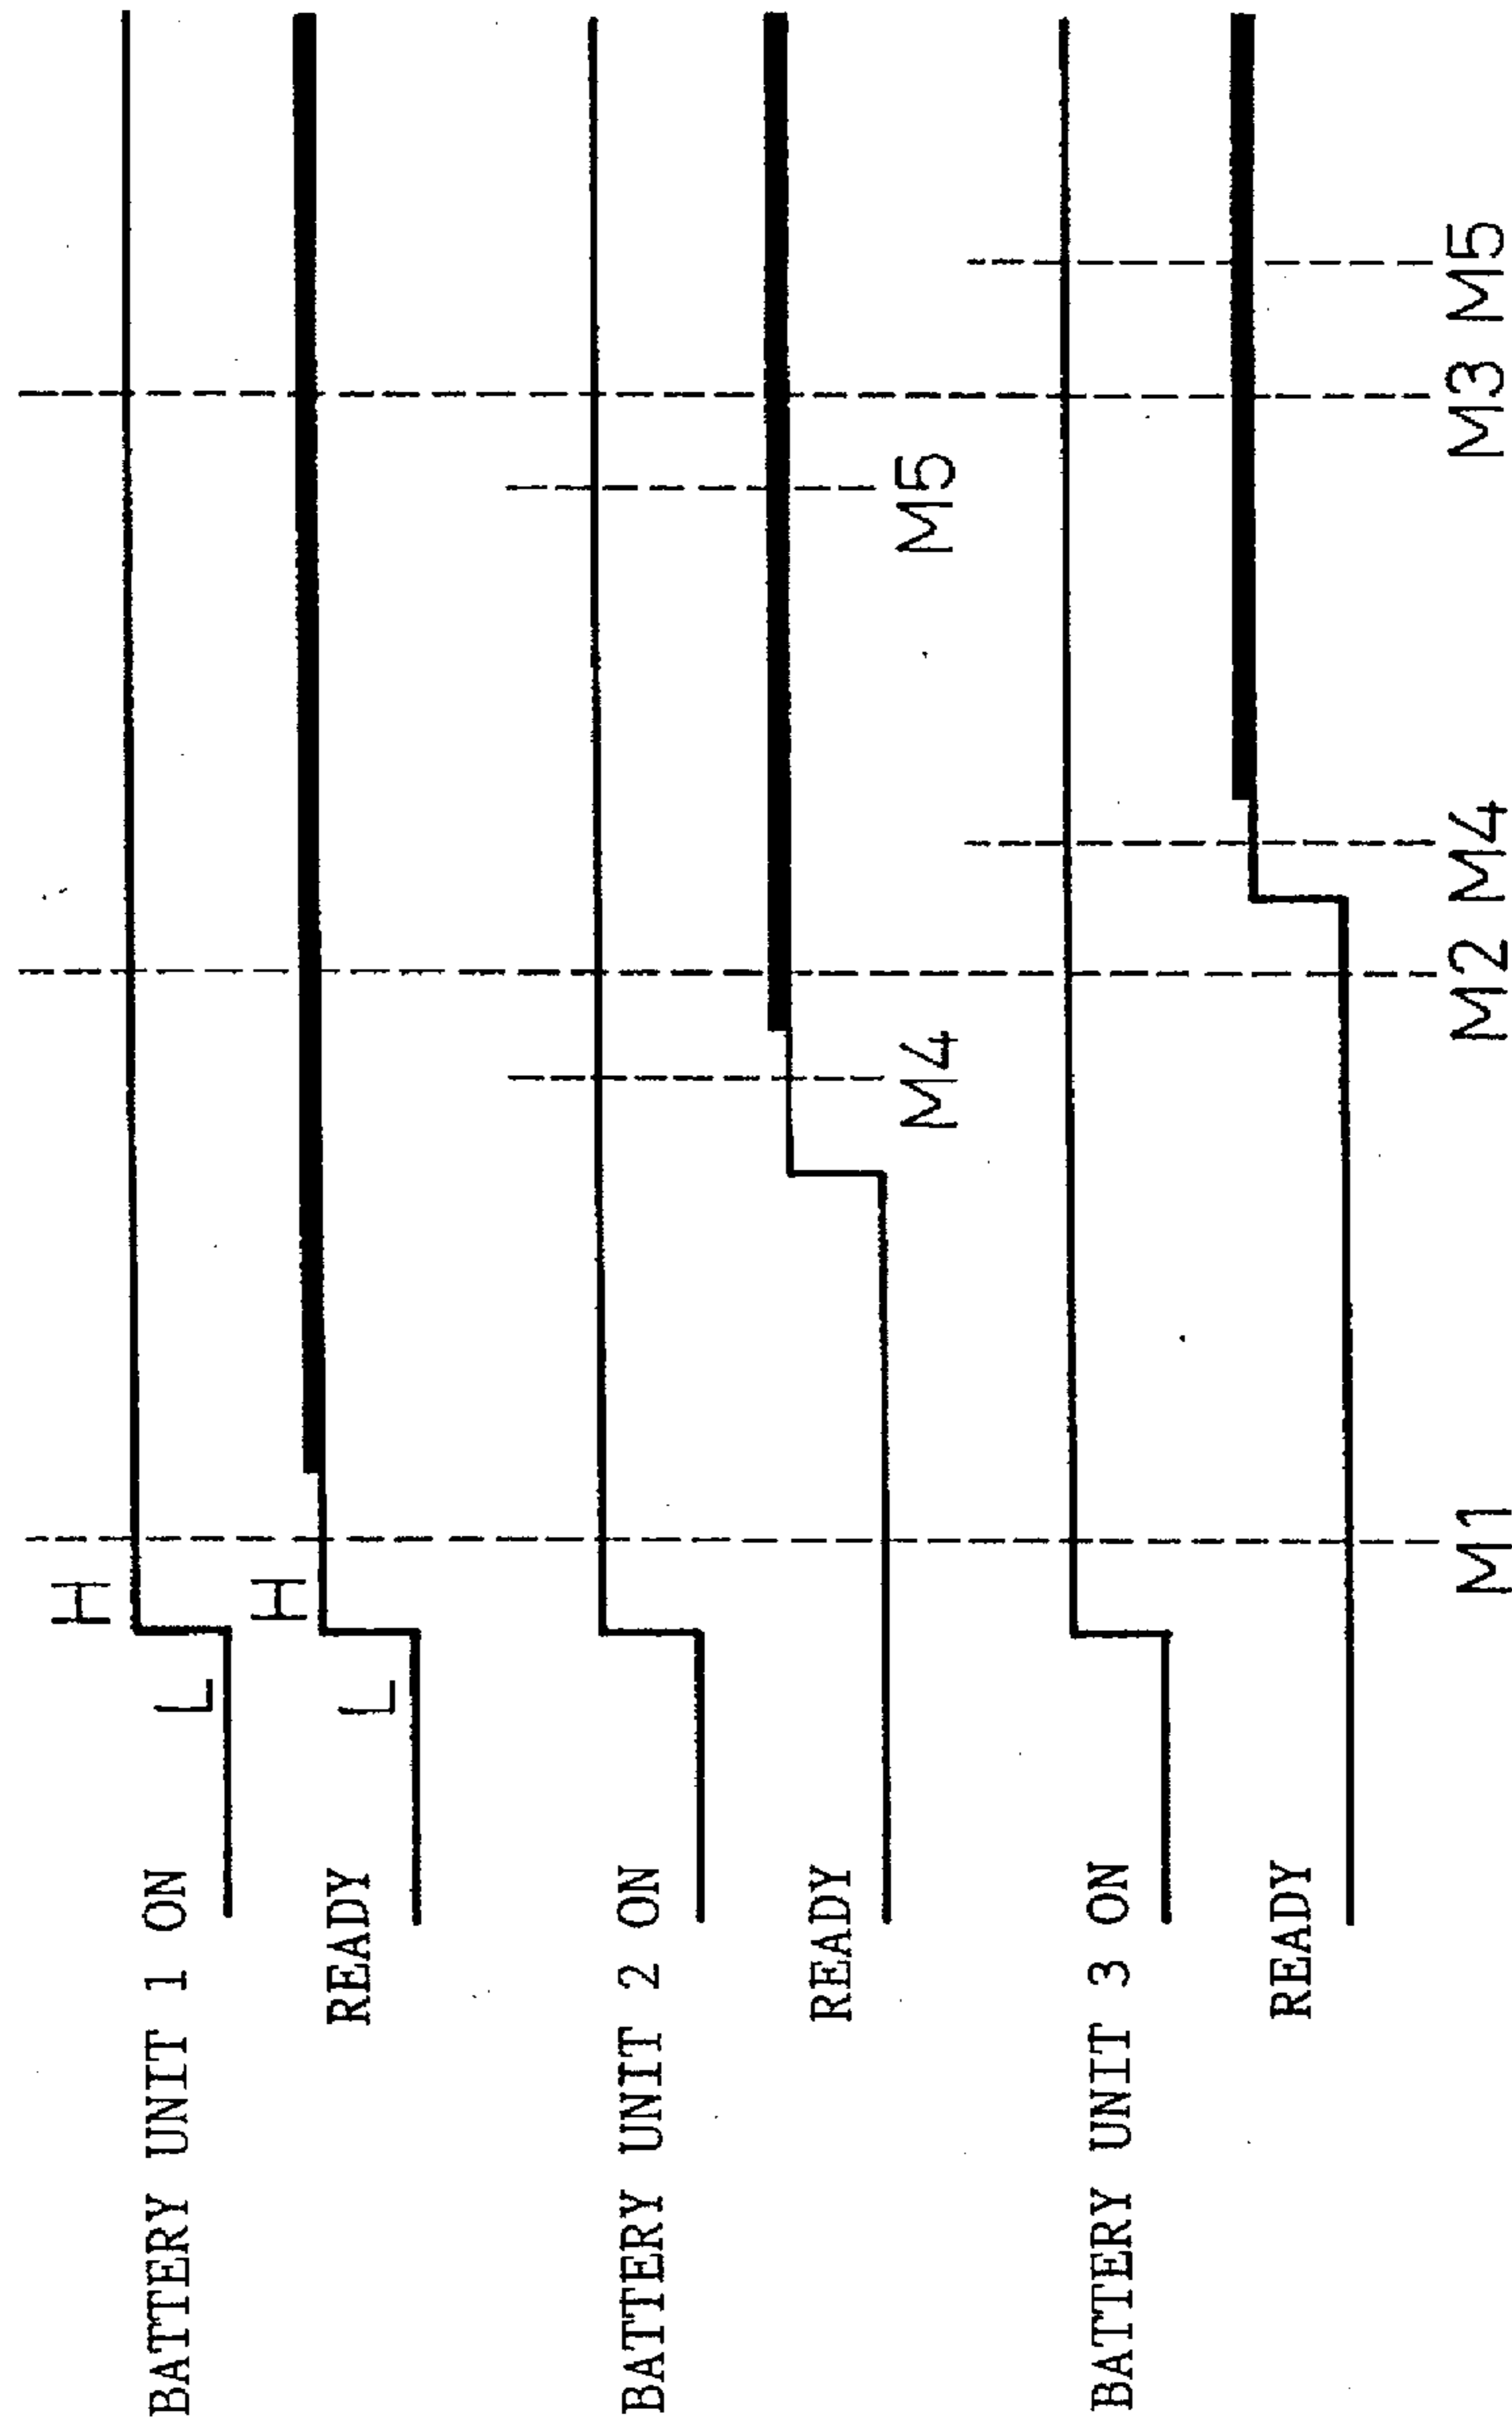 BATTERY UNIT 1 ON
L
H
READY
L
H
BATTERY UNIT 2 ON
READY
M4
M5
BATTERY UNIT 3 ON
READY
M1
M2
M4
M3
M5